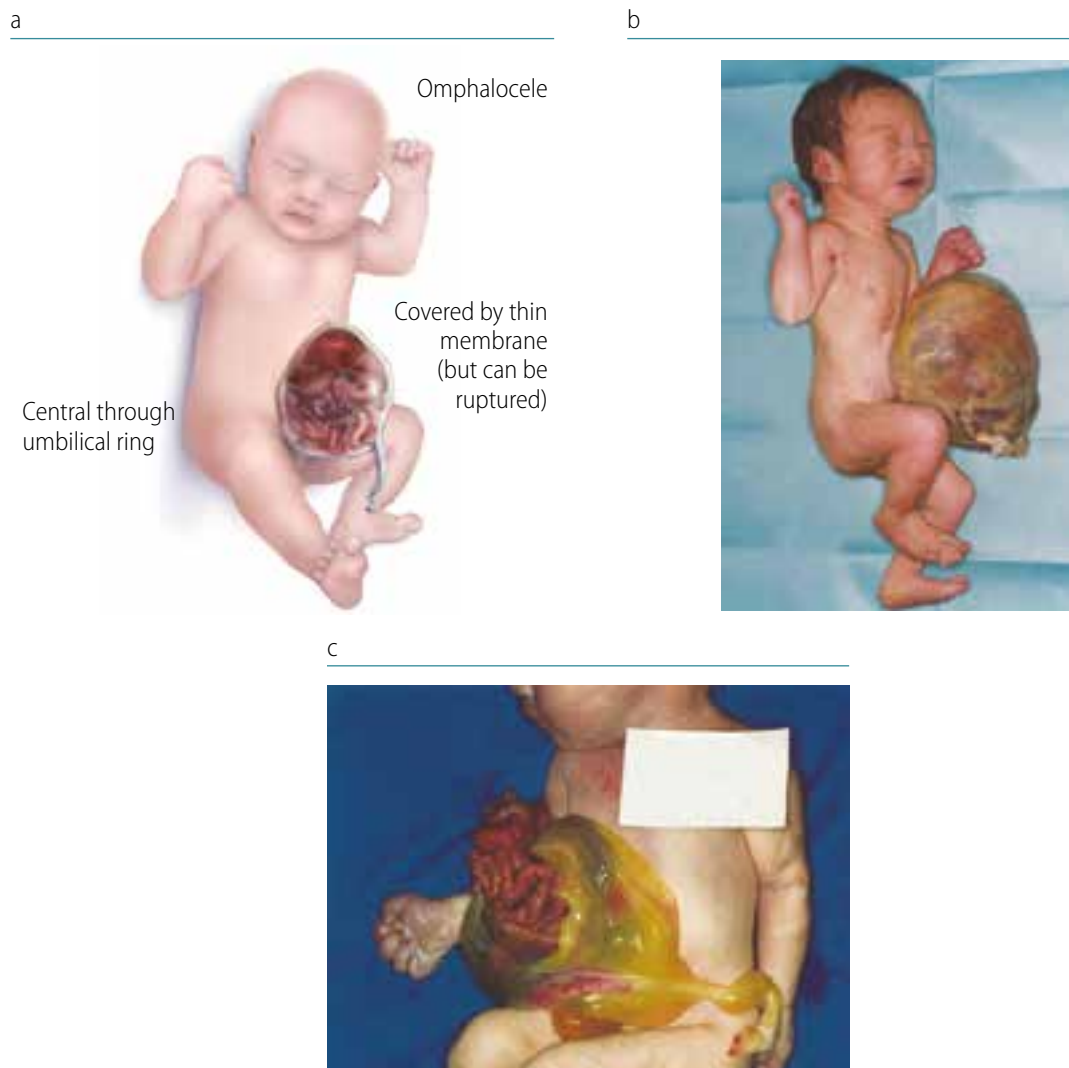 a
b
Omphalocele
Covered by thin
membrane
(but can be
ruptured)
Central through
umbilical ring
c